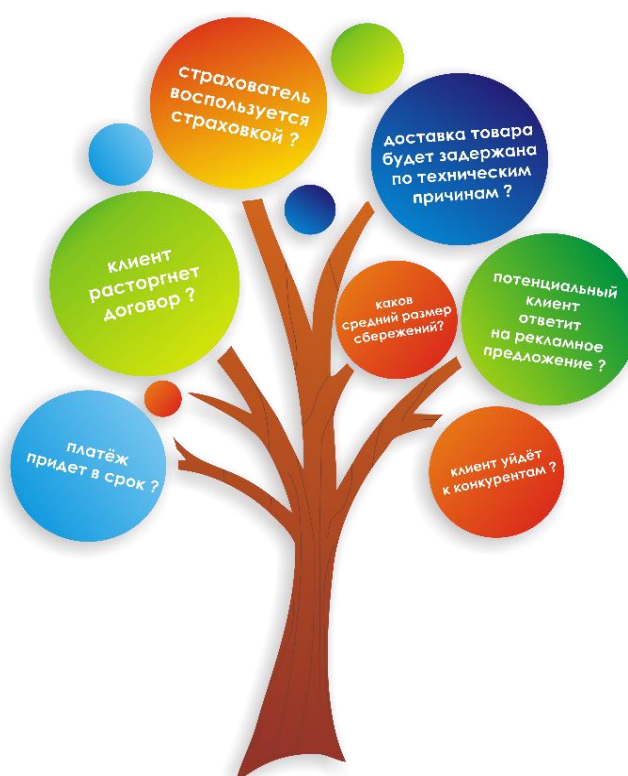 страхователь
воспользуется
страховкой ?
доставка товара
будет задержана
по техническим
причинам ?
клиент
расторгнет
договор ?
каков
средний размер
сбережений?
потенциальный
клиент
ответит
на рекламное
предложение ?
платёж
придет в срок ?
клиент уйдёт
к конкурентам ?